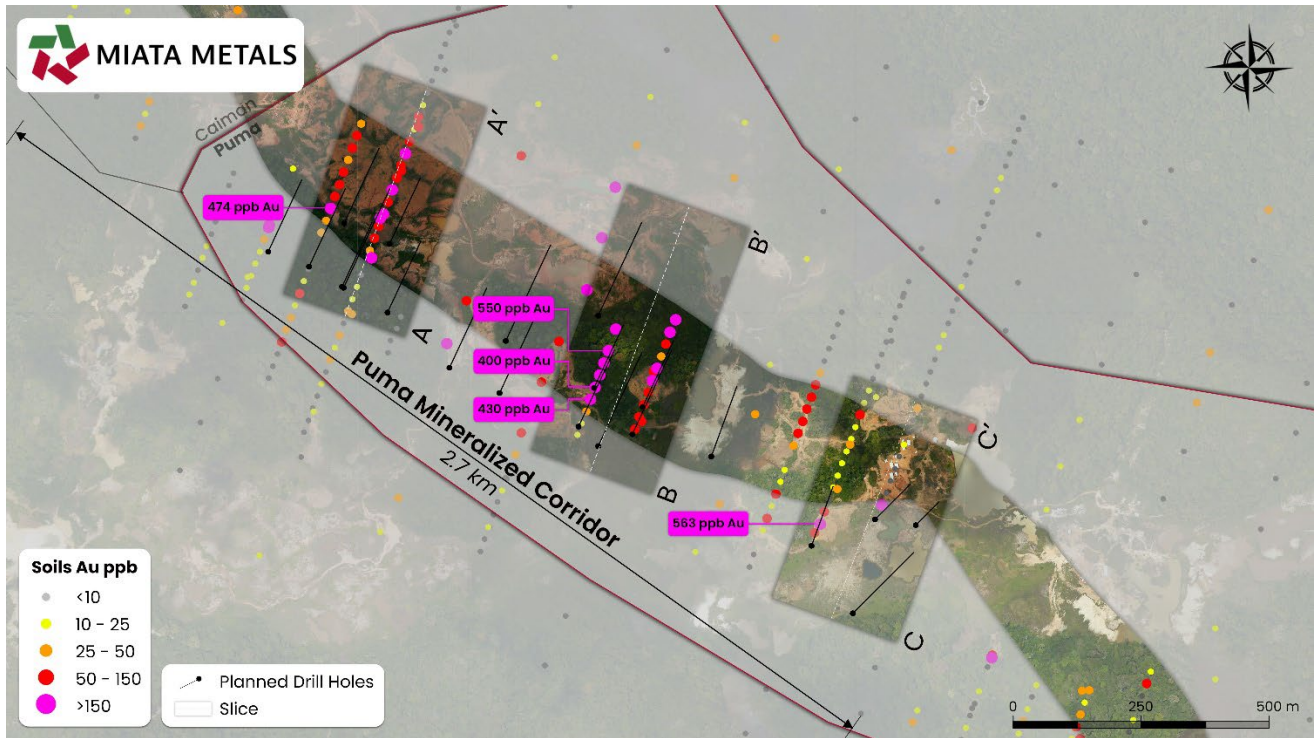 MIATA METALS
Caiman
Puma
A'
474 ppb Au
B'
550 ppb Au
A
400 ppb Au
430 ppb Au
Puma Mineralized Corridor
2.7 km
C'
B
563 ppb Au
C
Soils Au ppb
<10
10 - 25
25 - 50
50 - 150
>150
Planned Drill Holes
Slice
0 250 500 m